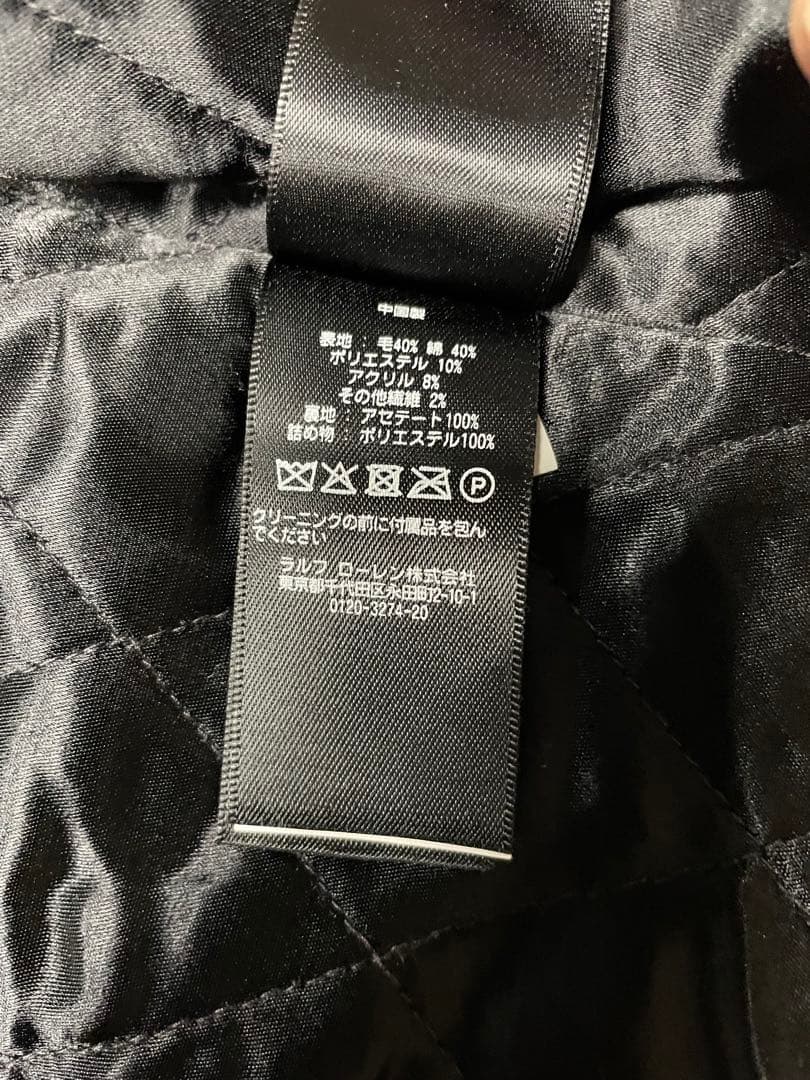 中国製
表地 : 毛40% 綿 40%
ポリエステル 10%
アクリル 8%
その他繊維 2%
裏地 : アセテート100%
詰め物 : ポリエステル100%
P
クリーニングの前に付属品を包ん
でください
ラルフ ローレン株式会社
東京都千代田区永田町2-10-1
0120-3274-20